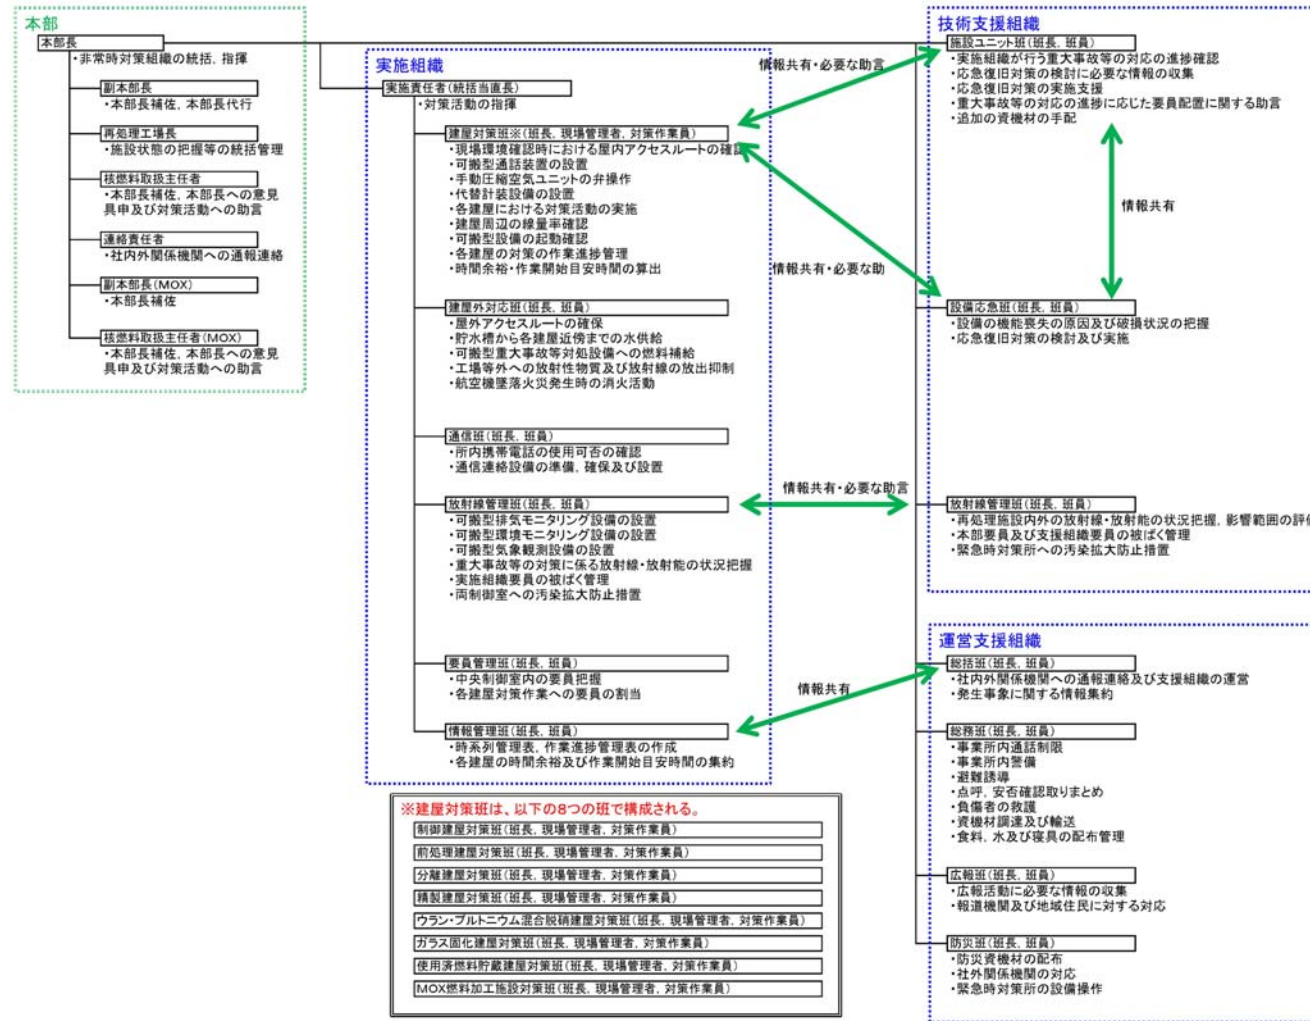 本部
本部長
・非常時対策組織の統括，指揮
副本部長
・本部長補佐，本部長代行
再処理工場長
・施設状態の把握等の統括管理
核燃料取扱主任者
・本部長補佐，本部長への意見
具申及び対策活動への助言
連絡責任者
・社内外関係機関への通報連絡
副本部長(MOX)
・本部長補佐
核燃料取扱主任者(MOX)
・本部長補佐，本部長への意見
具申及び対策活動への助言
実施組織
実施責任者(統括当直長)
・対策活動の指揮
建屋対策班※(班長，現場管理者，対策作業員)
・現場環境確認時における屋内アクセスルートの確認
・可搬型通話装置の設置
・手動圧縮空気ユニットの弁操作
・代替計装設備の設置
・各建屋における対策活動の実施
・建屋周辺の線量率確認
・可搬型設備の起動確認
・各建屋の対策の作業進捗管理
・時間余裕・作業開始目安時間の算出
建屋外対応班(班長，班員)
・屋外アクセスルートの確保
・貯水槽から各建屋近傍までの水供給
・可搬型重大事故等対処設備への燃料補給
・工場等外への放射性物質及び放射線の放出抑制
・航空機墜落火災発生時の消火活動
通信班(班長，班員)
・所内携帯電話の使用可否の確認
・通信連絡設備の準備，確保及び設置
放射線管理班(班長，班員)
・可搬型排気モニタリング設備の設置
・可搬型環境モニタリング設備の設置
・可搬型気象観測設備の設置
・重大事故等の対策に係る放射線・放射能の状況把握
・実施組織要員の被ばく管理
・両制御室への汚染拡大防止措置
要員管理班(班長，班員)
・中央制御室内の要員把握
・各建屋対策作業への要員の割当
情報管理班(班長，班員)
・時系列管理表，作業進捗管理表の作成
・各建屋の時間余裕及び作業開始目安時間の集約
情報共有・必要な助言
情報共有・必要な助
情報共有・必要な助言
情報共有
技術支援組織
施設ユニット班(班長，班員)
・実施組織が行う重大事故等の対応の進捗確認
・応急復旧対策の検討に必要な情報の収集
・応急復旧対策の実施支援
・重大事故等の対応の進捗に応じた要員配置に関する助言
・追加の資機材の手配
情報共有
設備応急班(班長，班員)
・設備の機能喪失の原因及び破損状況の把握
・応急復旧対策の検討及び実施
放射線管理班(班長，班員)
・再処理施設内外の放射線・放射能の状況把握，影響範囲の評価
・本部要員及び支援組織要員の被ばく管理
・緊急時対策所への汚染拡大防止措置
運営支援組織
総括班(班長，班員)
・社内外関係機関への通報連絡及び支援組織の運営
・発生事象に関する情報集約
総務班(班長，班員)
・事業所内通話制限
・事業所内警備
・避難誘導
・点呼，安否確認取りまとめ
・負傷者の救護
・資機材調達及び輸送
・食料，水及び寝具の配布管理
広報班(班長，班員)
・広報活動に必要な情報の収集
・報道機関及び地域住民に対する対応
防災班(班長，班員)
・防災資機材の配布
・社外関係機関の対応
・緊急時対策所の設備操作
※建屋対策班は、以下の8つの班で構成される。
制御建屋対策班(班長，現場管理者，対策作業員)
前処理建屋対策班(班長，現場管理者，対策作業員)
分離建屋対策班(班長，現場管理者，対策作業員)
精製建屋対策班(班長，現場管理者，対策作業員)
ウラン・プルトニウム混合脱硝建屋対策班(班長，現場管理者，対策作業員)
ガラス固化建屋対策班(班長，現場管理者，対策作業員)
使用済燃料貯蔵建屋対策班(班長，現場管理者，対策作業員)
MOX燃料加工施設対策班(班長，現場管理者，対策作業員)